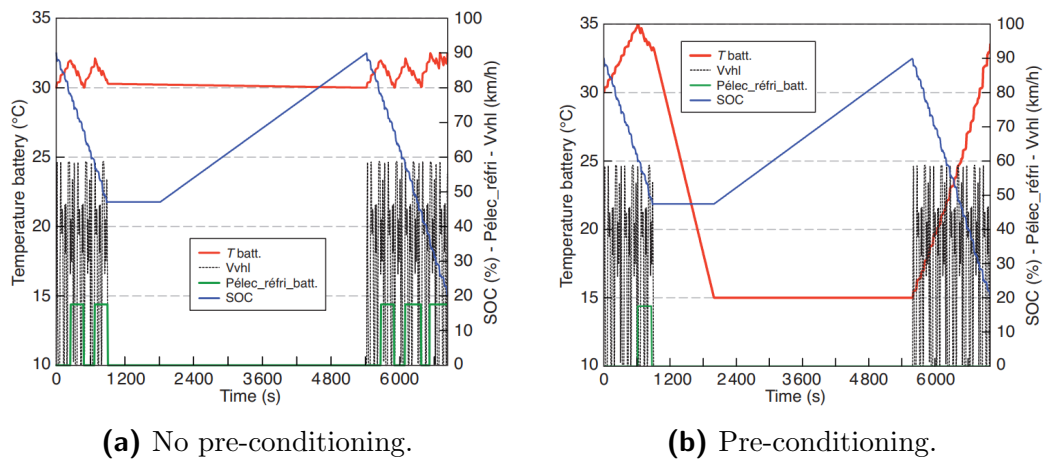 35
30
25
20
15
10
Temperature battery (°C)
100
90
80
70
60
50
40
30
20
10
0
SOC (%) - Pélec_réfri - Vvhl (km/h)
T batt.
Vvhl
Pélec_réfri_batt.
SOC
0 1200 2400 3600 4800 6000
Time (s)
(a) No pre-conditioning.
35
30
25
20
15
10
Temperature battery (°C)
100
90
80
70
60
50
40
30
20
10
0
SOC (%) - Pélec_réfri - Vvhl (km/h)
T batt.
Vvhl
Pélec_réfri_batt.
SOC
0 1200 2400 3600 4800 6000
Time (s)
(b) Pre-conditioning.